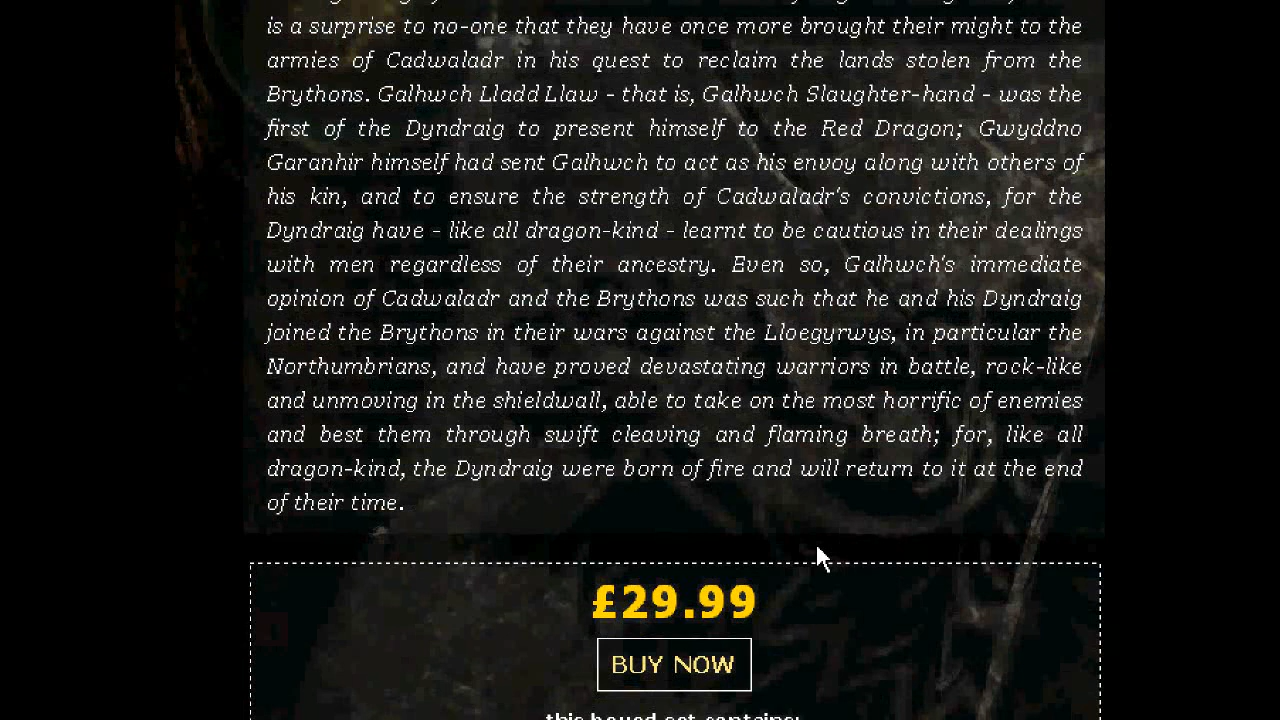 is a surprise to no-one that they have once more brought their might to the
armies of Cadwaladr in his quest to reclaim the lands stolen from the
Brythons. Galhwch Lladd Llaw - that is, Galhwch Slaughter-hand - was the
first of the Dyndraig to present himself to the Red Dragon; Gwyddno
Garanhir himself had sent Galhwch to act as his envoy along with others of
his kin, and to ensure the strength of Cadwaladr's convictions, for the
Dyndraig have - like all dragon-kind - learnt to be cautious in their dealings
with men regardless of their ancestry. Even so, Galhwch's immediate
opinion of Cadwaladr and the Brythons was such that he and his Dyndraig
joined the Brythons in their wars against the Lloegyrwys, in particular the
Northumbrians, and have proved devastating warriors in battle, rock-like
and unmoving in the shieldwall, able to take on the most horrific of enemies
and best them through swift cleaving and flaming breath; for, like all
dragon-kind, the Dyndraig were born of fire and will return to it at the end
of their time.
£29.99
BUY NOW
this boxed set contains: